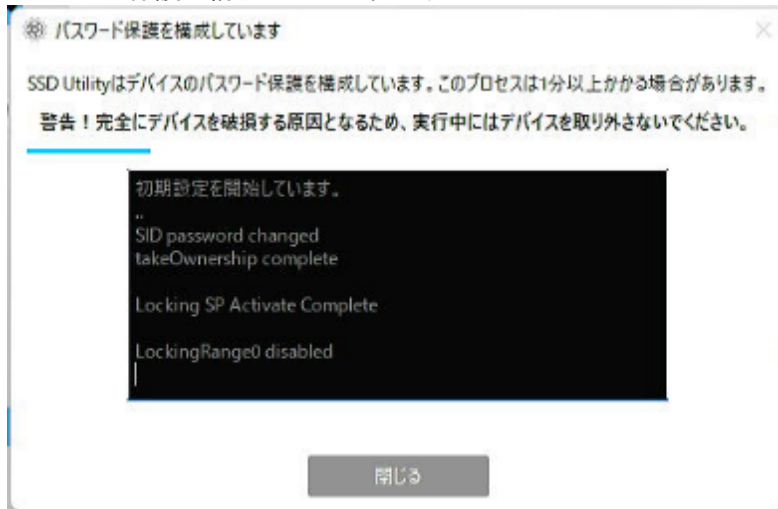 パスワード保護を構成しています
SSD Utilityはデバイスのパスワード保護を構成しています。このプロセスは1分以上かかる場合があります。
警告！完全にデバイスを破損する原因となるため、実行中にはデバイスを取り外さないでください。
初期設定を開始しています。
..
SID password changed
takeOwnership complete
Locking SP Activate Complete
LockingRange0 disabled
閉じる